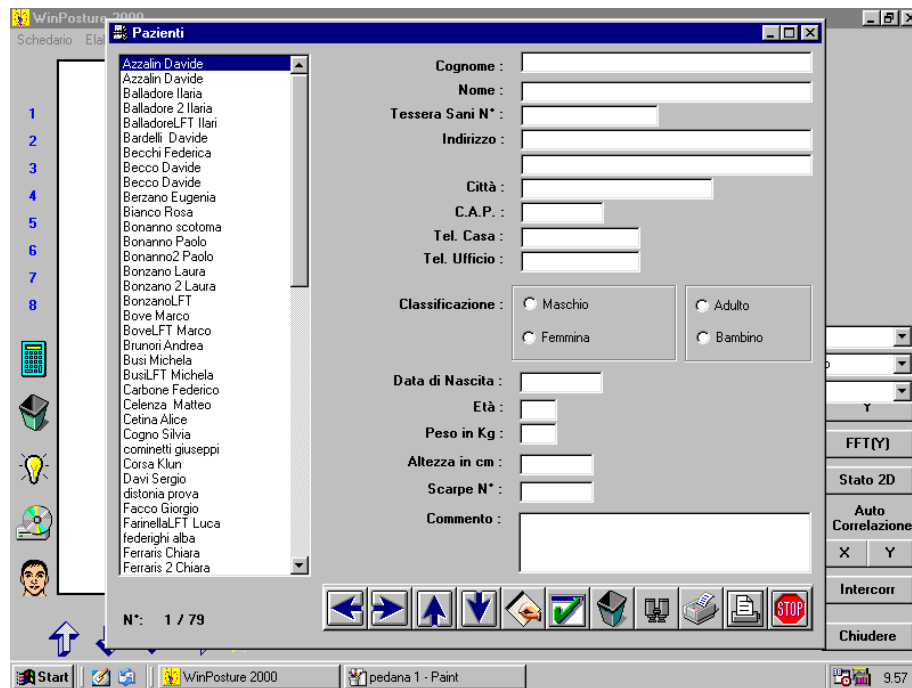 WinPosture 2000
Schedario
Pazienti
1
2
3
4
5
6
7
8
Azzalin Davide
Azzalin Davide
Balladore Ilaria
Balladore 2 Ilaria
BalladoreLFT Ilari
Bardelli Davide
Becchi Federica
Becco Davide
Becco Davide
Berzano Eugenia
Bianco Rosa
Bonanno scotoma
Bonanno Paolo
Bonanno2 Paolo
Bonzano Laura
Bonzano 2 Laura
BonzanoLFT
Bove Marco
BoveLFT Marco
Brunori Andrea
Busi Michela
BusiLFT Michela
Carbone Federico
Celenza Matteo
Cetina Alice
Cogno Silvia
cominetti giuseppi
Corsa Klun
Davi Sergio
distonia prova
Facco Giorgio
FarinellaLFT Luca
federighi alba
Ferraris Chiara
Ferraris 2 Chiara
N°: 1 / 79
Cognome :
Nome :
Tessera Sani N° :
Indirizzo :
Città :
C.A.P. :
Tel. Casa :
Tel. Ufficio :
Classificazione :
Maschio
Adulto
Femmina
Bambino
Data di Nascita :
Età :
Peso in Kg :
Altezza in cm :
Scarpe N° :
Commento :
STOP
Y
FFT(Y)
Stato 2D
Auto
Correlazione
X Y
Intercorr
Chiudere
Start
WinPosture 2000
pedana 1 - Paint
9.57